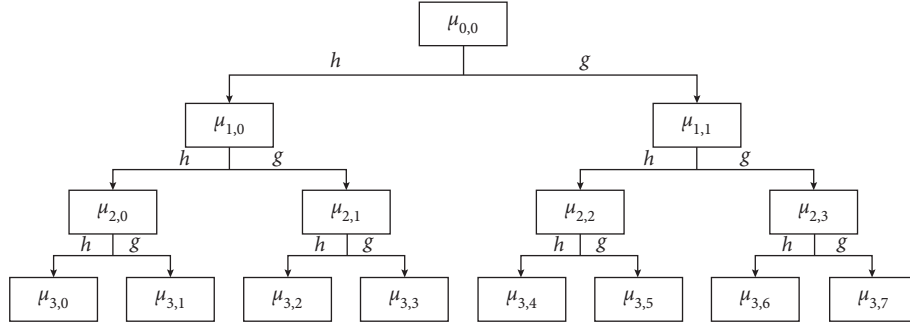 μ0,0
h g
μ1,0 μ1,1
h g h g
μ2,0 μ2,1 μ2,2 μ2,3
h g h g h g h g
μ3,0 μ3,1 μ3,2 μ3,3 μ3,4 μ3,5 μ3,6 μ3,7